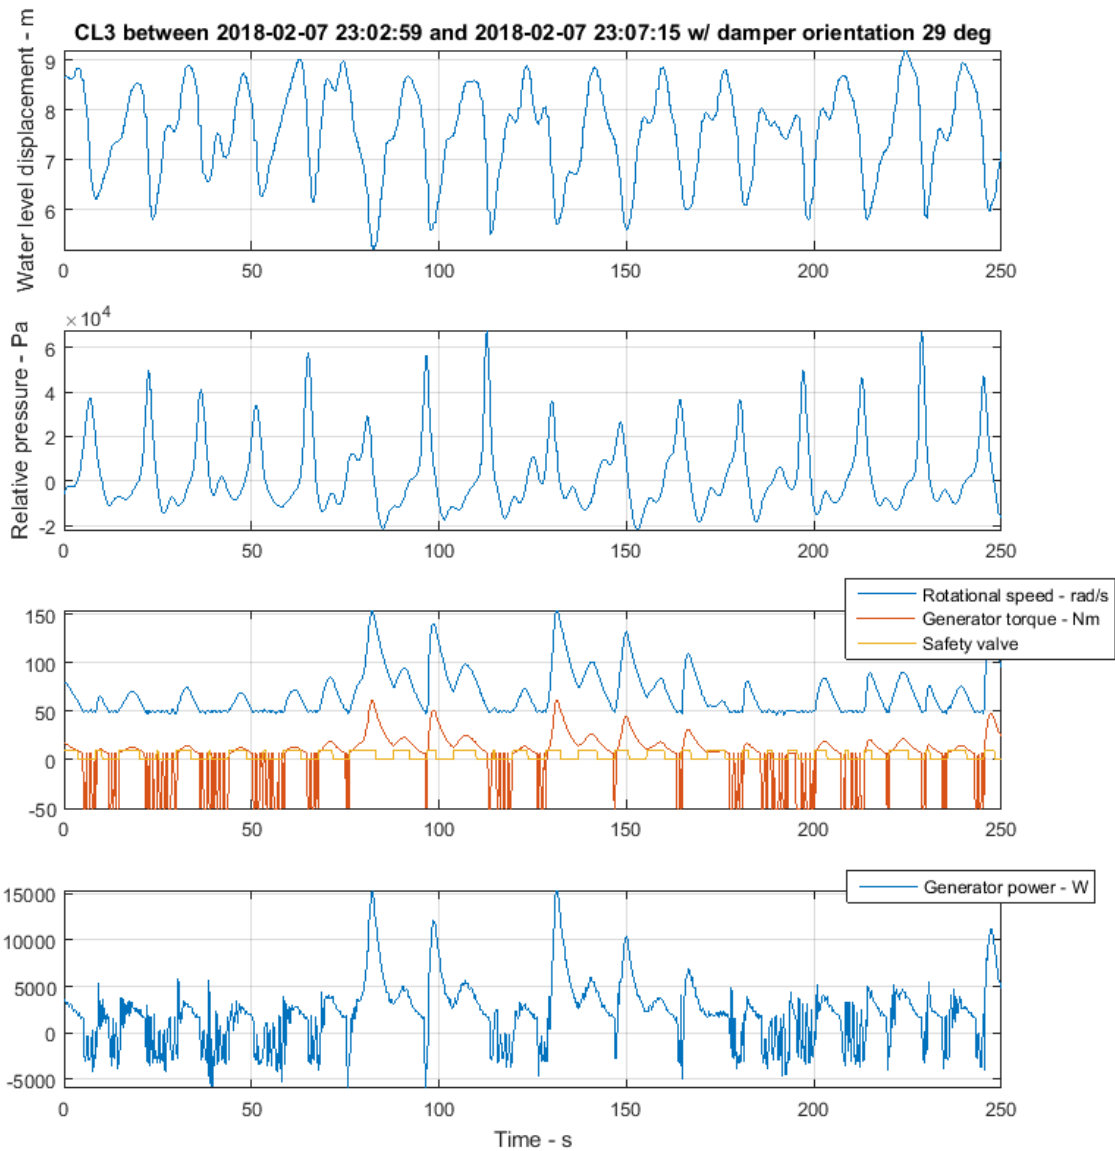 CL3 between 2018-02-07 23:02:59 and 2018-02-07 23:07:15 w/ damper orientation 29 deg
Water level displacement - m
9
8
7
6
0 50 100 150 200 250
Relative pressure - Pa
×10^4
6
4
2
0
-2
0 50 100 150 200 250
Rotational speed - rad/s
Generator torque - Nm
Safety valve
150
100
50
0
-50
0 50 100 150 200 250
Generator power - W
15000
10000
5000
0
-5000
0 50 100 150 200 250
Time - s